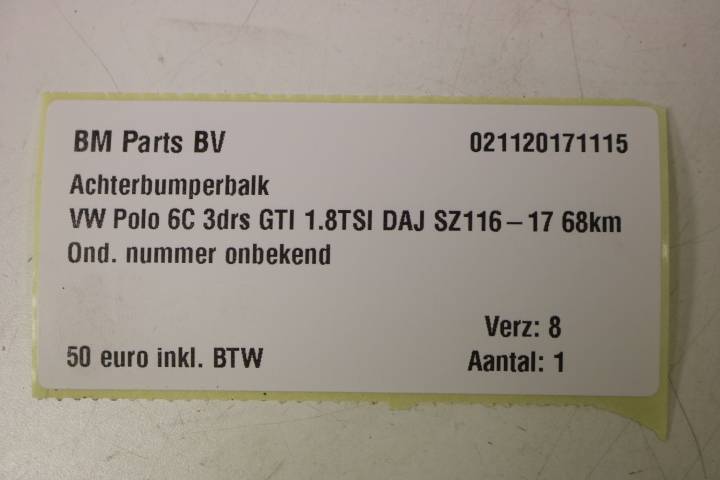 BM Parts BV 021120171115
Achterbumperbalk
VW Polo 6C 3drs GTI 1.8TSI DAJ SZ116-17 68km
Ond. nummer onbekend
Verz: 8
50 euro inkl. BTW Aantal: 1